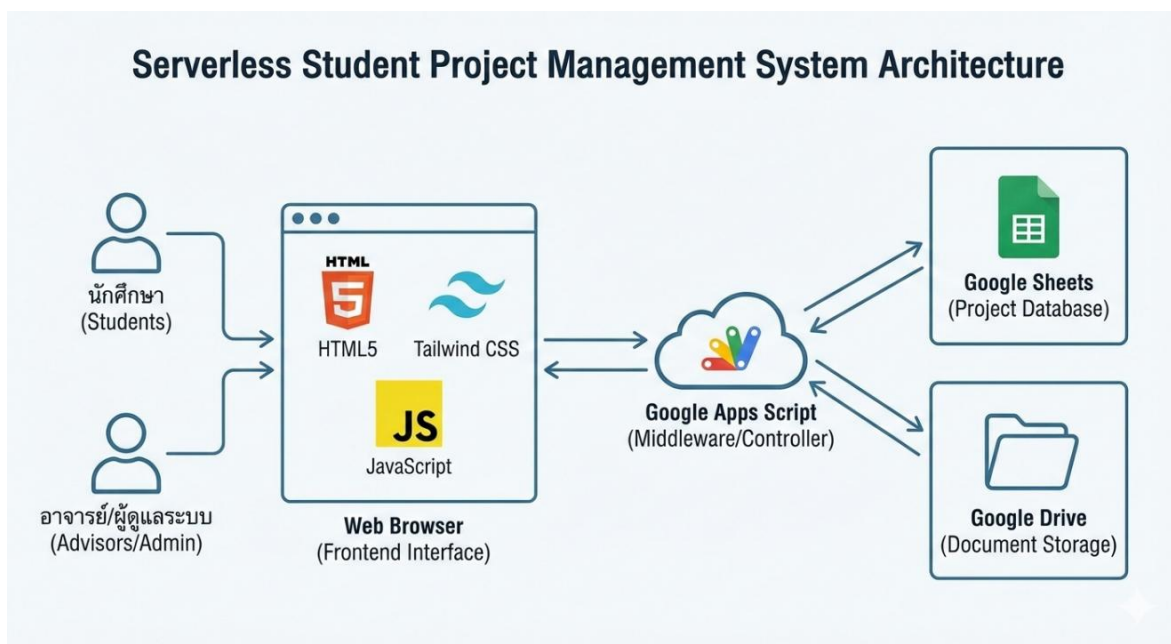 Serverless Student Project Management System Architecture
นักศึกษา
(Students)
อาจารย์/ผู้ดูแลระบบ
(Advisors/Admin)
HTML
5
HTML5
Tailwind CSS
JS
JavaScript
Web Browser
(Frontend Interface)
Google Apps Script
(Middleware/Controller)
Google Sheets
(Project Database)
Google Drive
(Document Storage)